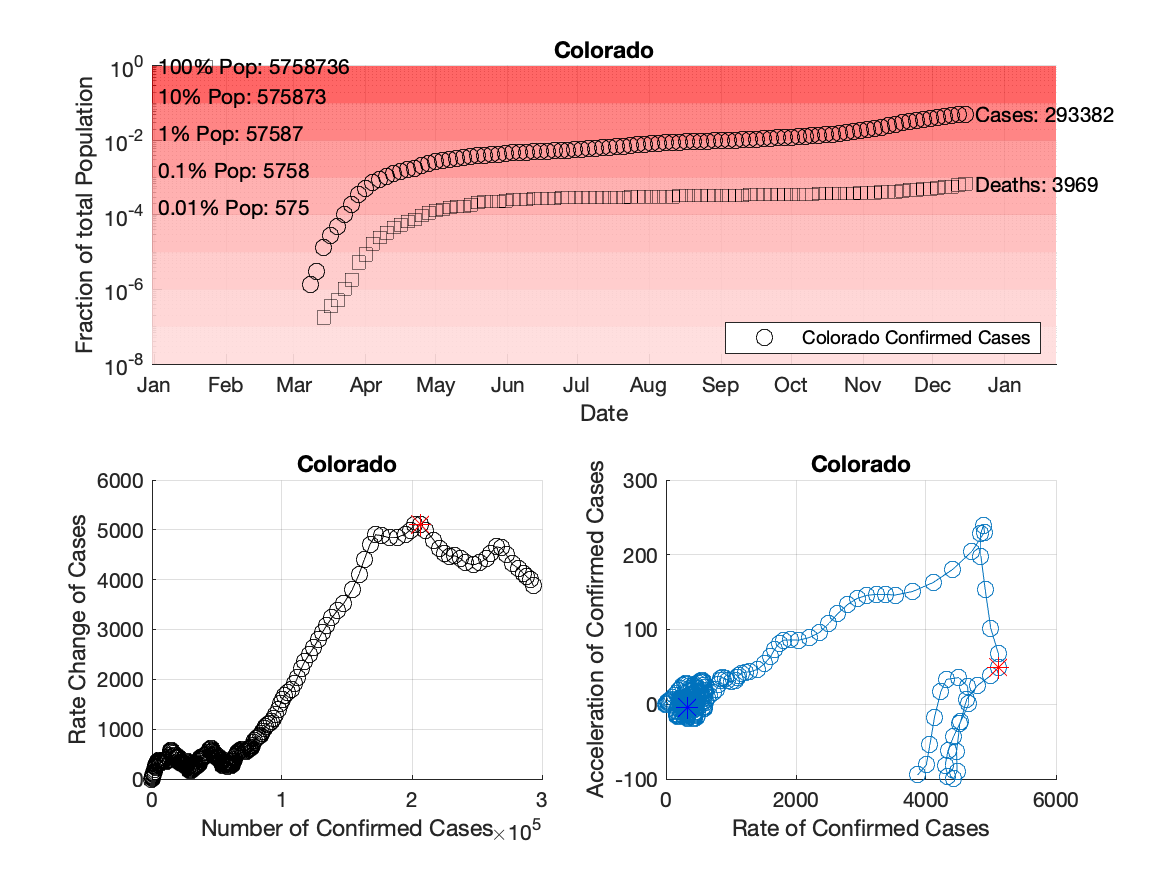 Colorado
10^0
10^-2
10^-4
10^-6
10^-8
Fraction of total Population
100% Pop: 5758736
10% Pop: 575873
1% Pop: 57587
0.1% Pop: 5758
0.01% Pop: 575
Cases: 293382
Deaths: 3969
Colorado Confirmed Cases
Jan Feb Mar Apr May Jun Jul Aug Sep Oct Nov Dec Jan
Date
Colorado
6000
5000
4000
3000
2000
1000
0
Rate Change of Cases
0 1 2 3
Number of Confirmed Cases ×10^5
Colorado
300
200
100
0
-100
Acceleration of Confirmed Cases
0 2000 4000 6000
Rate of Confirmed Cases